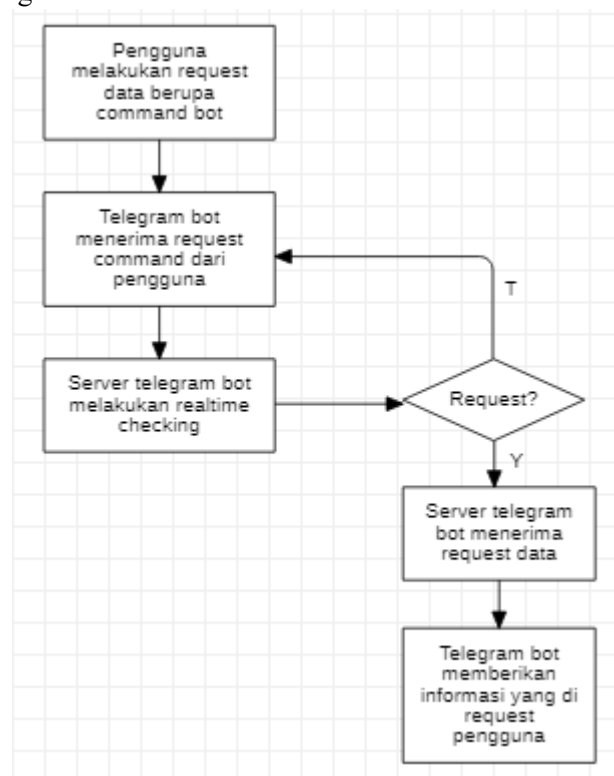 Pengguna
melakukan request
data berupa
command bot
Telegram bot
menerima request
command dari
pengguna
T
Server telegram bot
melakukan realtime
checking
Request?
Y
Server telegram
bot menerima
request data
Telegram bot
memberikan
informasi yang di
request
pengguna